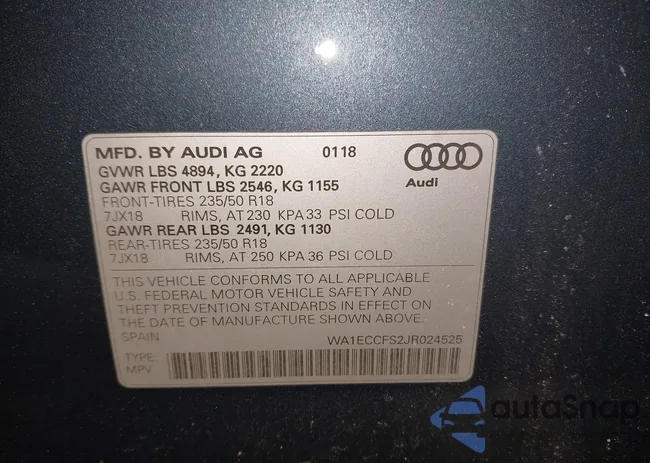 MFD. BY AUDI AG 0118
GVWR LBS 4894, KG 2220
GAWR FRONT LBS 2546, KG 1155
FRONT-TIRES 235/50 R18
7JX18 RIMS, AT 230 KPA 33 PSI COLD
GAWR REAR LBS 2491, KG 1130
REAR-TIRES 235/50 R18
7JX18 RIMS, AT 250 KPA 36 PSI COLD
Audi
THIS VEHICLE CONFORMS TO ALL APPLICABLE
U.S. FEDERAL MOTOR VEHICLE SAFETY AND
THEFT PREVENTION STANDARDS IN EFFECT ON
THE DATE OF MANUFACTURE SHOWN ABOVE.
SPAIN WA1ECCFS2JR024525
TYPE:
MPV
autoSnap